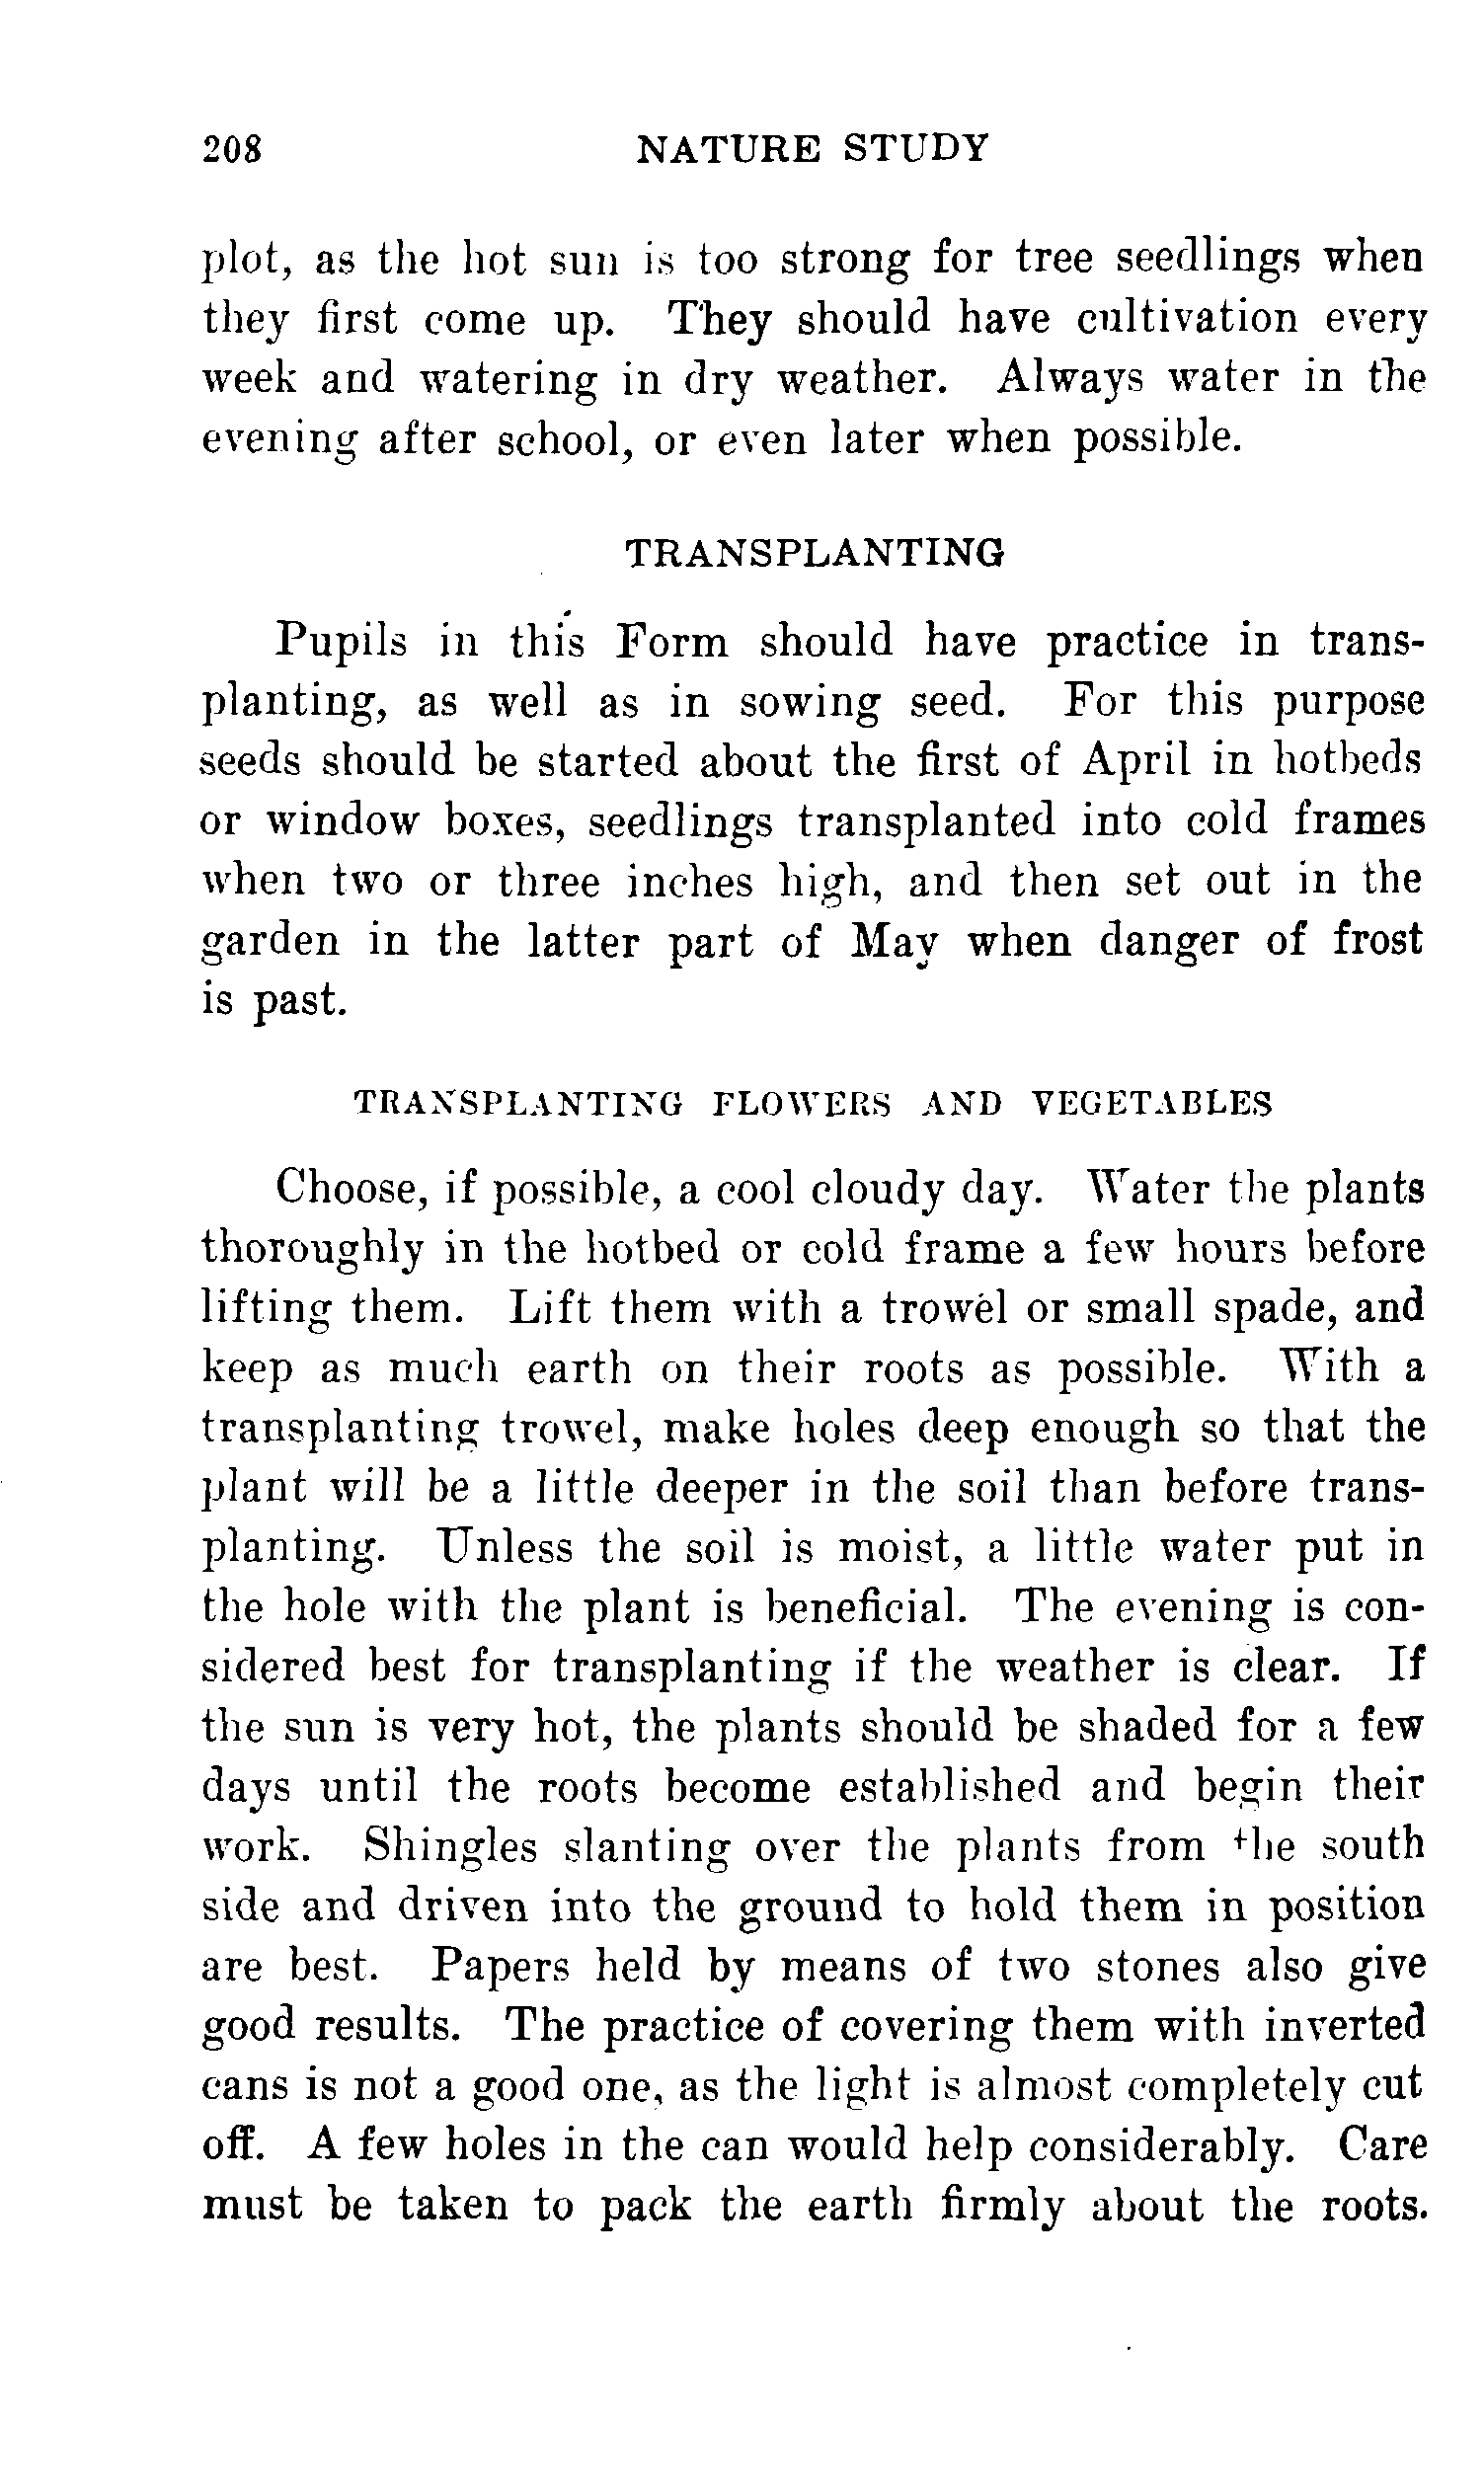 208 NATURE STUDY
plot, as the hot sun is too strong for tree seedlings when
they first come up. They should have cultivation every
week and watering in dry weather. Always water in the
evening after school, or even later when possible.
TRANSPLANTING
Pupils in this Form should have practice in trans-
planting, as well as in sowing seed. For this purpose
seeds should be started about the first of April in hotbeds
or window boxes, seedlings transplanted into cold frames
when two or three inches high, and then set out in the
garden in the latter part of May when danger of frost
is past.
TRANSPLANTING FLOWERS AND VEGETABLES
Choose, if possible, a cool cloudy day. Water the plants
thoroughly in the hotbed or cold frame a few hours before
lifting them. Lift them with a trowel or small spade, and
keep as much earth on their roots as possible. With a
transplanting trowel, make holes deep enough so that the
plant will be a little deeper in the soil than before trans-
planting. Unless the soil is moist, a little water put in
the hole with the plant is beneficial. The evening is con-
sidered best for transplanting if the weather is clear. If
the sun is very hot, the plants should be shaded for a few
days until the roots become established and begin their
work. Shingles slanting over the plants from the south
side and driven into the ground to hold them in position
are best. Papers held by means of two stones also give
good results. The practice of covering them with inverted
cans is not a good one, as the light is almost completely cut
off. A few holes in the can would help considerably. Care
must be taken to pack the earth firmly about the roots.